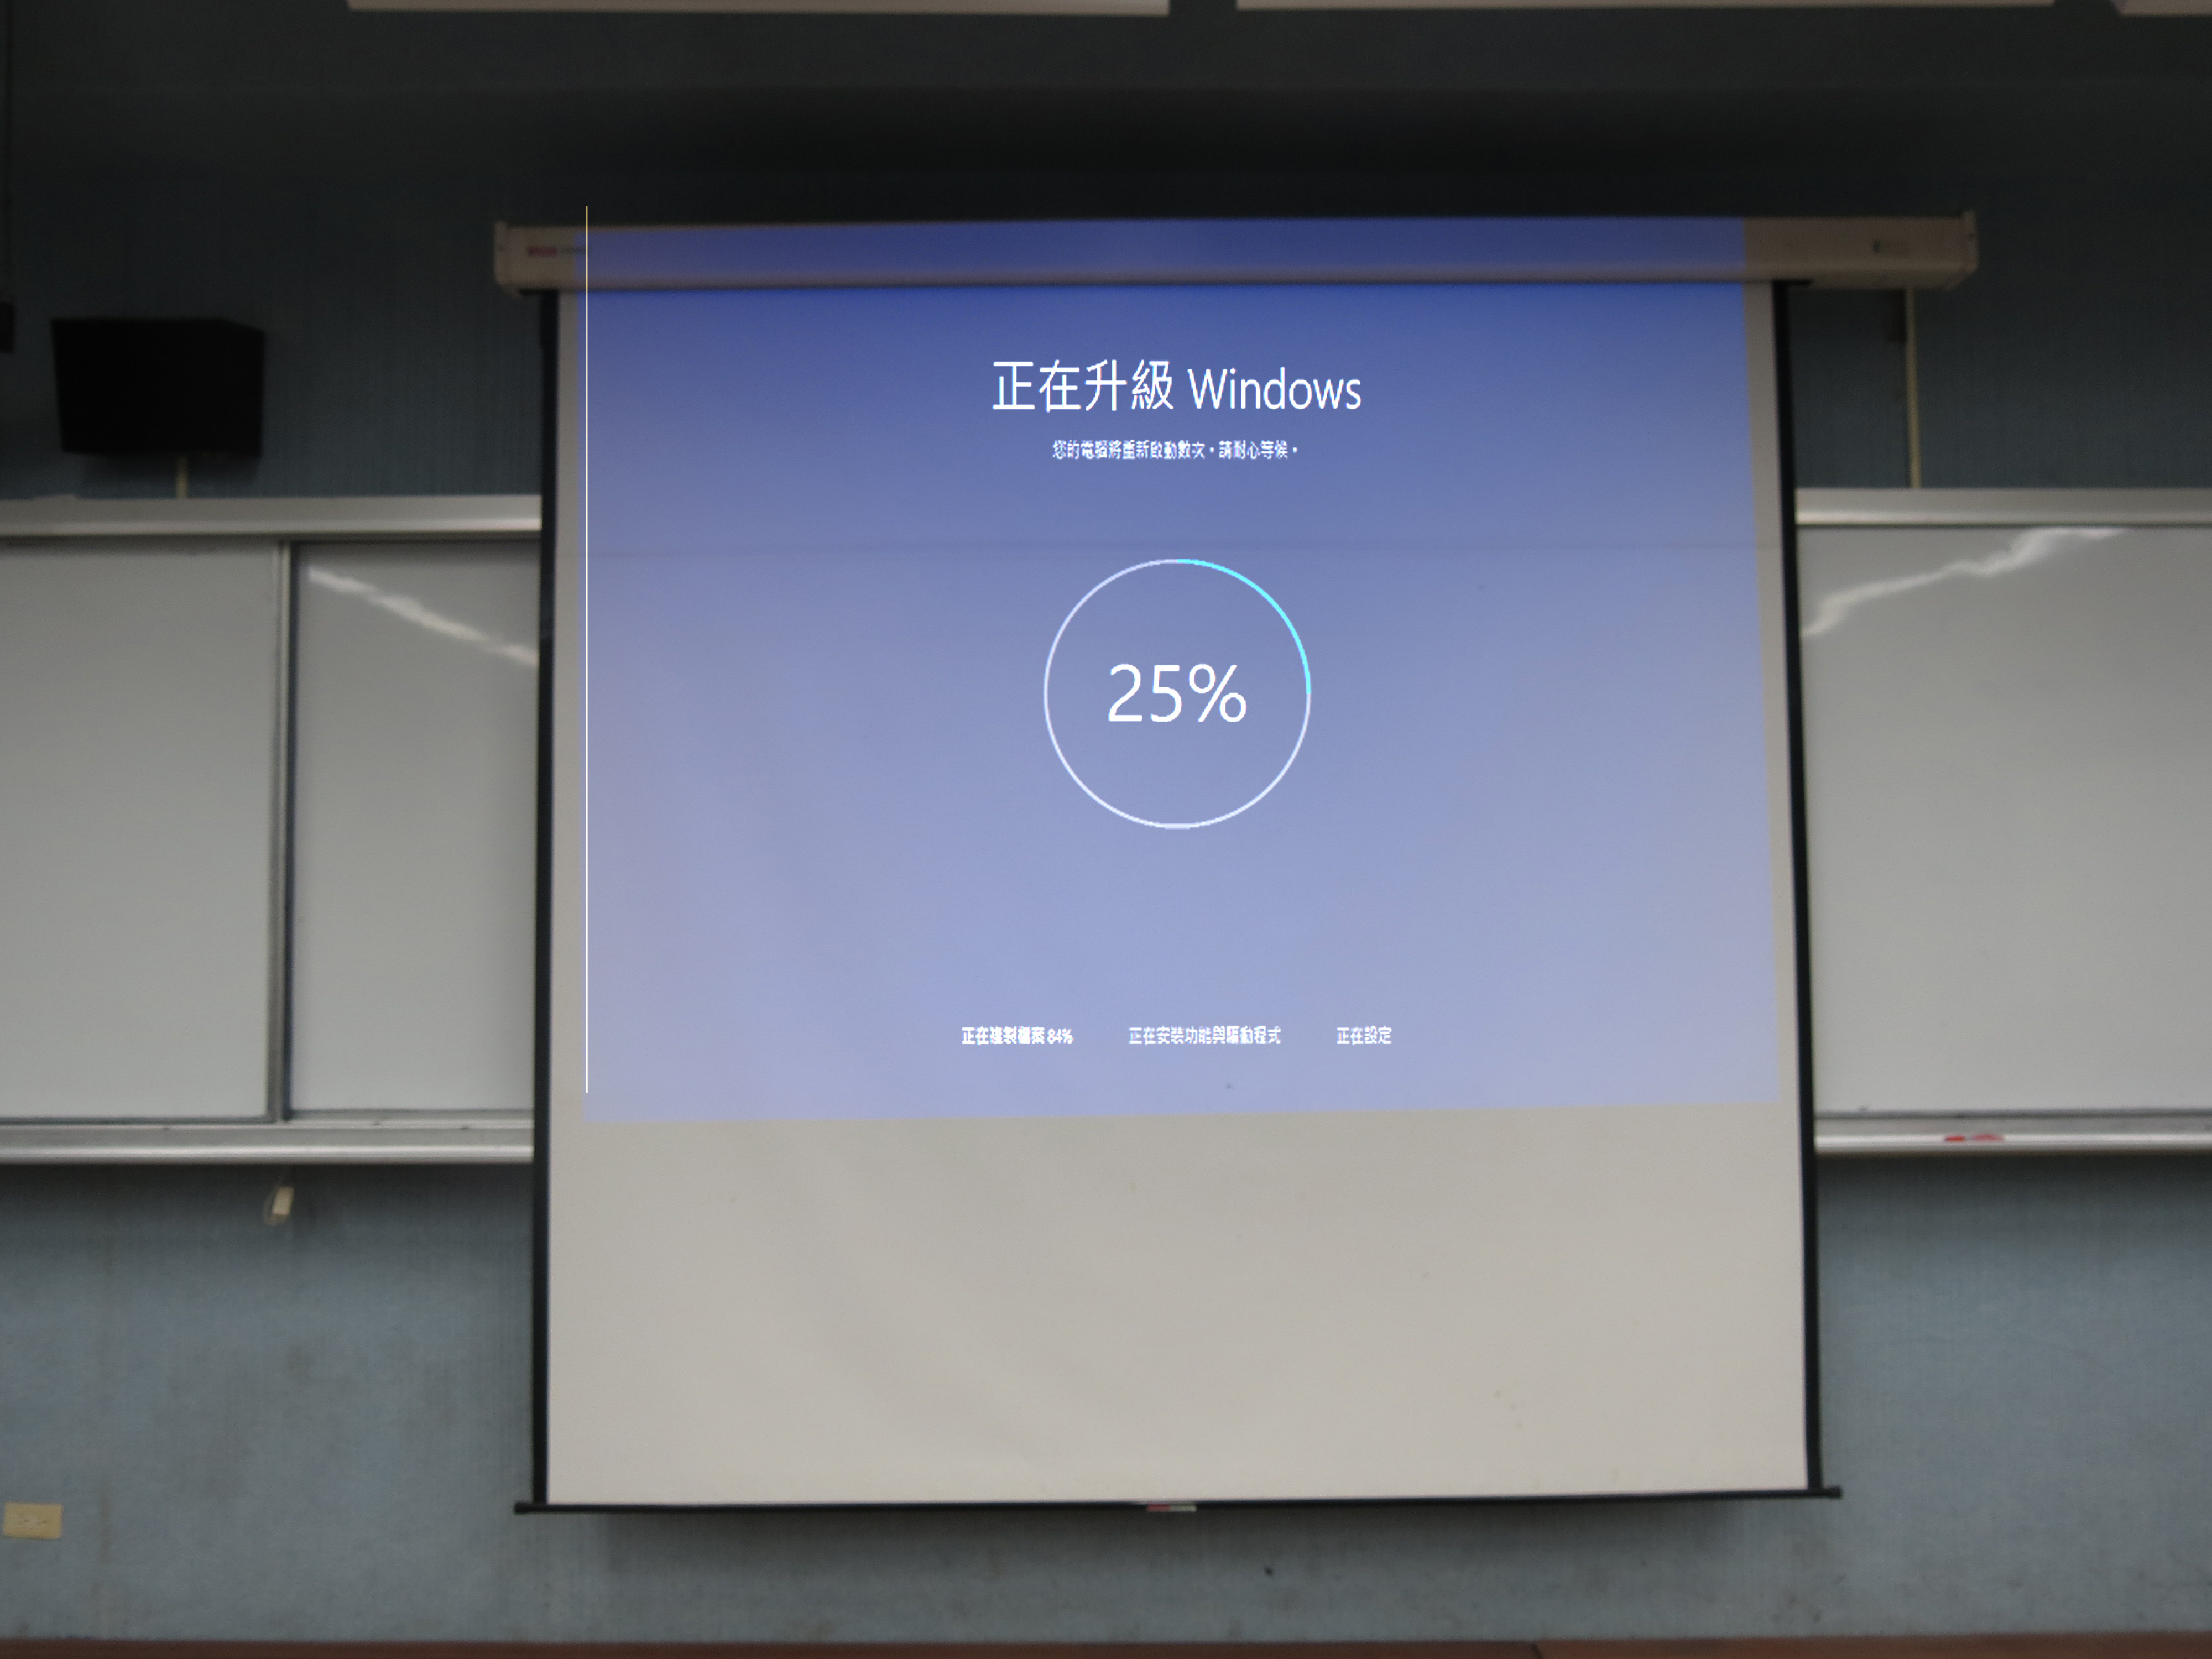 正在升級 Windows
您的電腦將重新啟動數次。請耐心等候。
25%
正在複製檔案 84% 正在安裝功能與驅動程式 正在設定